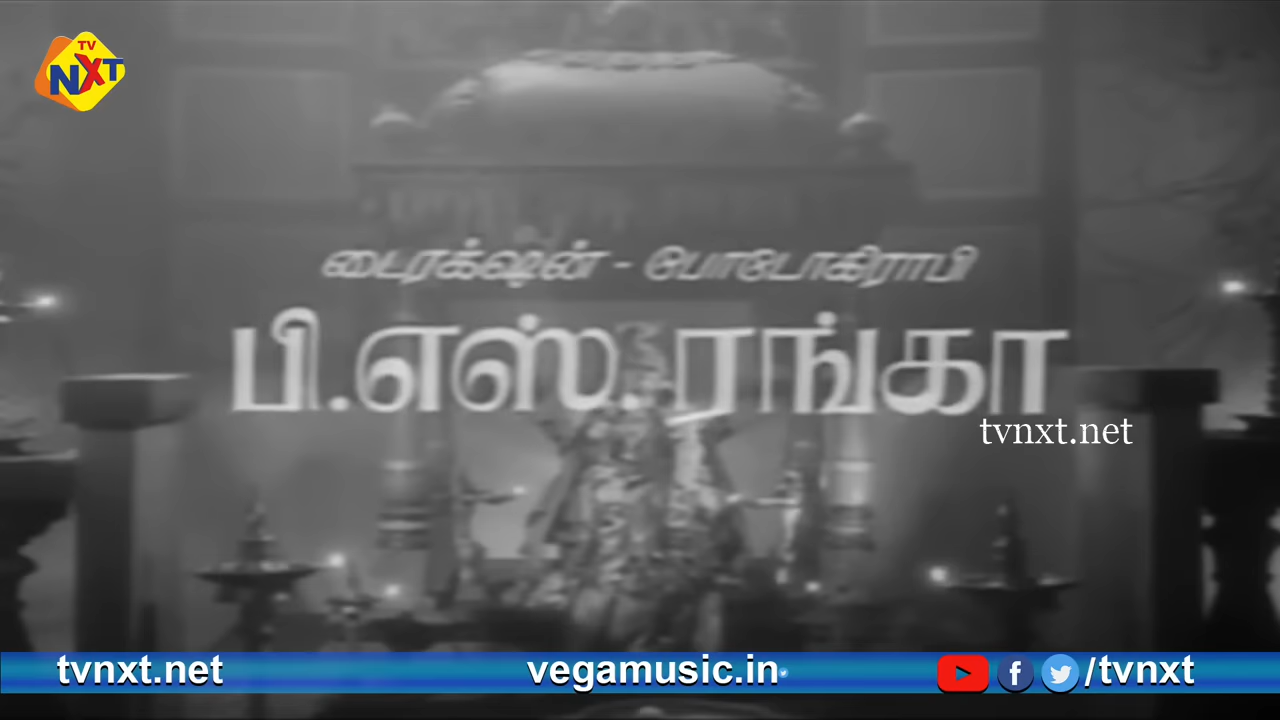 TV
NXT
டைரக்‌ஷன் - போடோகிராபி
பி.எஸ்.ரங்கா
tvnxt.net
tvnxt.net
vegamusic.in
/tvnxt